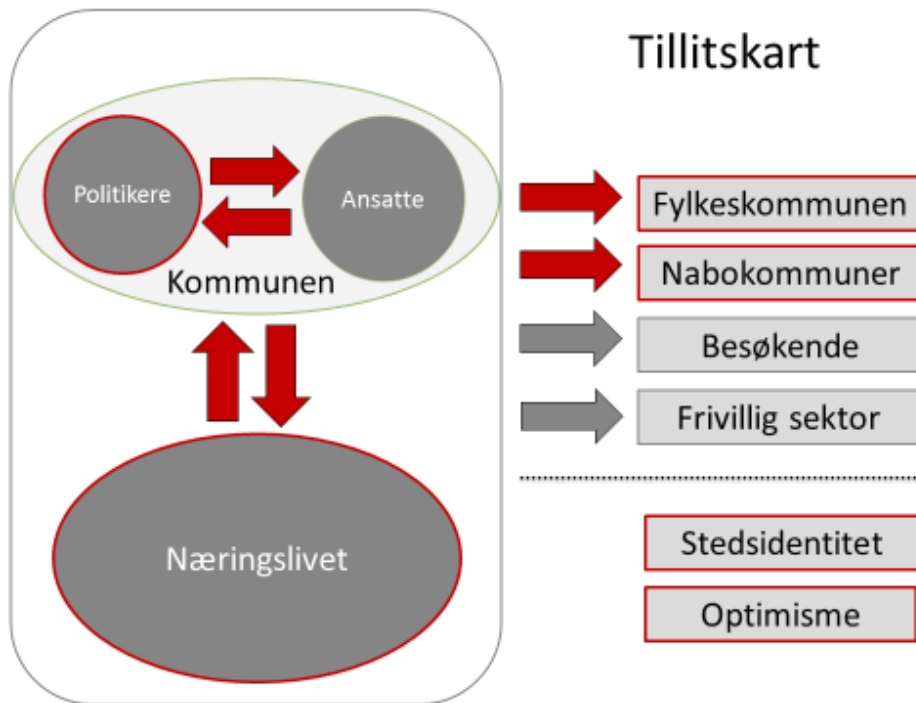 Tillitskart
Politikere
Ansatte
Kommunen
Næringslivet
Fylkeskommunen
Nabokommuner
Besøkende
Frivillig sektor
Stedsidentitet
Optimisme